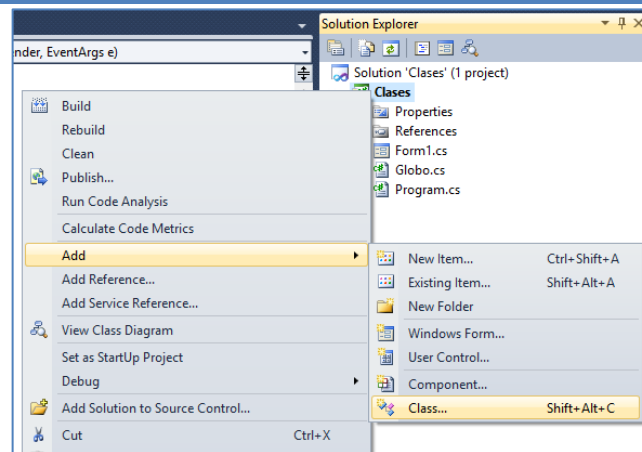 Solution Explorer
ender, EventArgs e)
Solution 'Clases' (1 project)
Clases
Properties
References
Form1.cs
Globo.cs
Program.cs
Build
Rebuild
Clean
Publish...
Run Code Analysis
Calculate Code Metrics
Add
Add Reference...
Add Service Reference...
View Class Diagram
Set as StartUp Project
Debug
Add Solution to Source Control...
Cut Ctrl+X
New Item... Ctrl+Shift+A
Existing Item... Shift+Alt+A
New Folder
Windows Form...
User Control...
Component...
Class... Shift+Alt+C